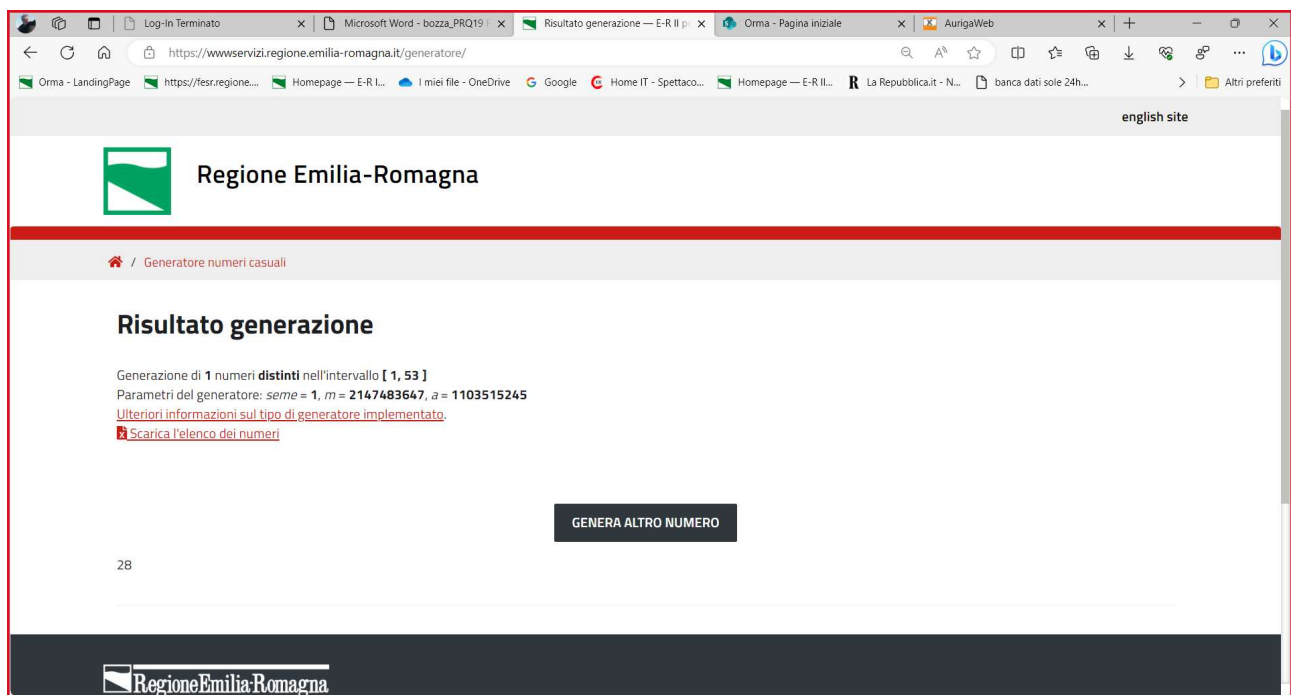 Log-In Terminato
Microsoft Word - bozza_PRQ19 F
Risultato generazione — E-R Il p
Orma - Pagina iniziale
AurigaWeb
https://wwwservizi.regione.emilia-romagna.it/generatore/
Orma - LandingPage
https://fesr.regione....
Homepage — E-R I...
I miei file - OneDrive
Google
Home IT - Spettaco...
Homepage — E-R Il...
La Repubblica.it - N...
banca dati sole 24h...
Altri preferiti
english site
Regione Emilia-Romagna
/ Generatore numeri casuali
Risultato generazione
Generazione di 1 numeri distinti nell'intervallo [ 1, 53 ]
Parametri del generatore: seme = 1, m = 2147483647, a = 1103515245
Ulteriori informazioni sul tipo di generatore implementato.
Scarica l'elenco dei numeri
GENERA ALTRO NUMERO
28
RegioneEmilia-Romagna